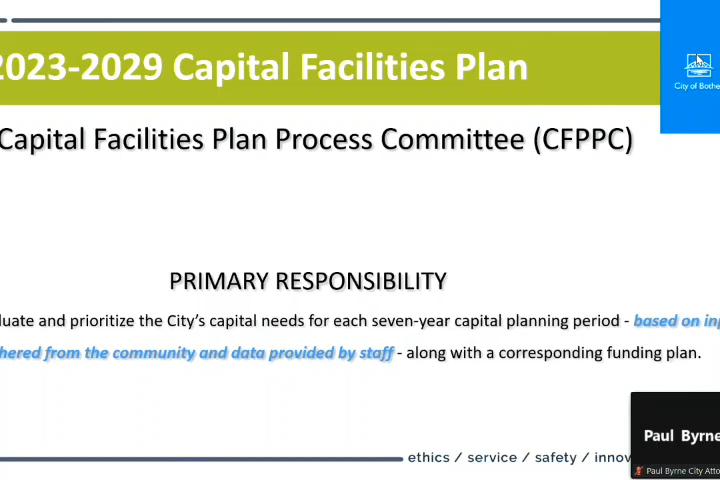 2023-2029 Capital Facilities Plan
City of Bothe
Capital Facilities Plan Process Committee (CFPPC)
PRIMARY RESPONSIBILITY
luate and prioritize the City's capital needs for each seven-year capital planning period - based on inp
hered from the community and data provided by staff - along with a corresponding funding plan.
Paul Byrne
ethics / service / safety / innov
Paul Byrne City Atto